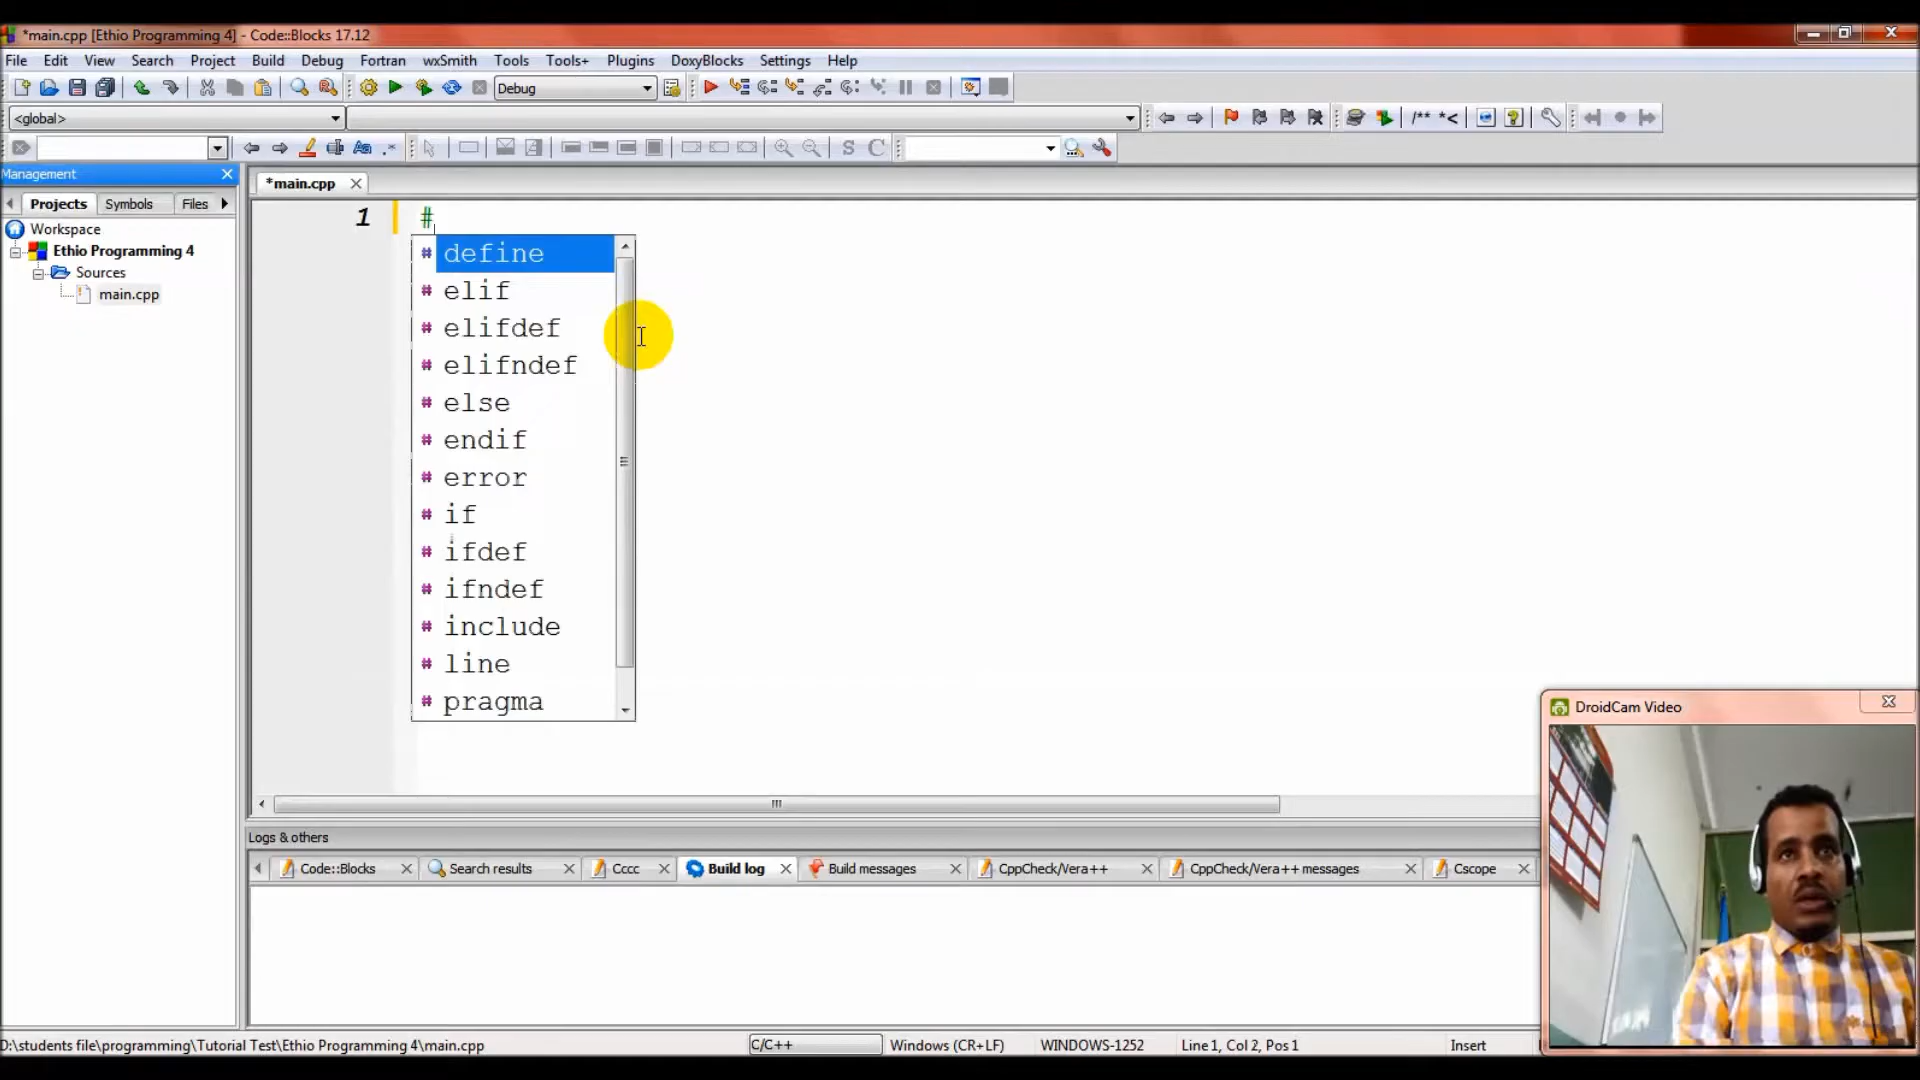 *main.cpp [Ethio Programming 4] - Code::Blocks 17.12
File Edit View Search Project Build Debug Fortran wxSmith Tools Tools+ Plugins DoxyBlocks Settings Help
Debug
<global>
/** *<
Aa .*
S C
Management
*main.cpp
Projects Symbols Files
Workspace
Ethio Programming 4
Sources
main.cpp
1 #
# define
# elif
# elifdef
# elifndef
# else
# endif
# error
# if
# ifdef
# ifndef
# include
# line
# pragma
DroidCam Video
Logs & others
Code::Blocks Search results Cccc Build log Build messages CppCheck/Vera++ CppCheck/Vera++ messages Cscope
D:\students file\programming\Tutorial Test\Ethio Programming 4\main.cpp C/C++ Windows (CR+LF) WINDOWS-1252 Line 1, Col 2, Pos 1 Insert